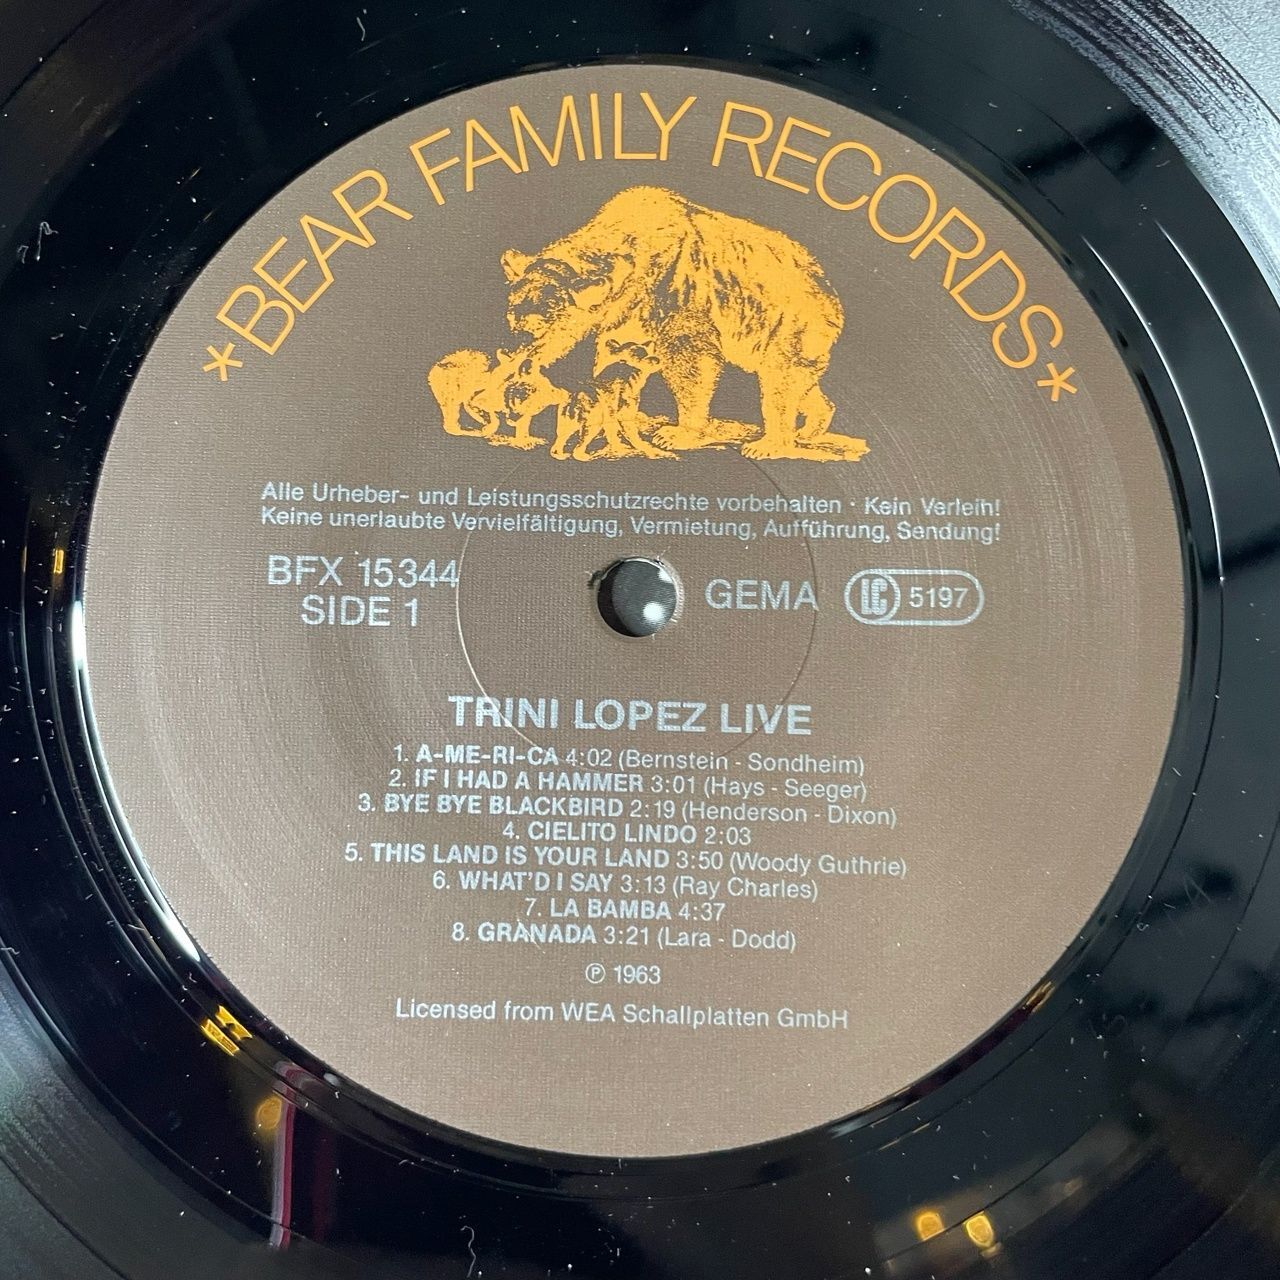 *BEAR FAMILY RECORDS*
Alle Urheber- und Leistungsschutzrechte vorbehalten · Kein Verleih!
Keine unerlaubte Vervielfältigung, Vermietung, Aufführung, Sendung!
BFX 15344
SIDE 1
GEMA LC 5197
TRINI LOPEZ LIVE
1. A-ME-RI-CA 4:02 (Bernstein - Sondheim)
2. IF I HAD A HAMMER 3:01 (Hays - Seeger)
3. BYE BYE BLACKBIRD 2:19 (Henderson - Dixon)
4. CIELITO LINDO 2:03
5. THIS LAND IS YOUR LAND 3:50 (Woody Guthrie)
6. WHAT'D I SAY 3:13 (Ray Charles)
7. LA BAMBA 4:37
8. GRANADA 3:21 (Lara - Dodd)
℗ 1963
Licensed from WEA Schallplatten GmbH